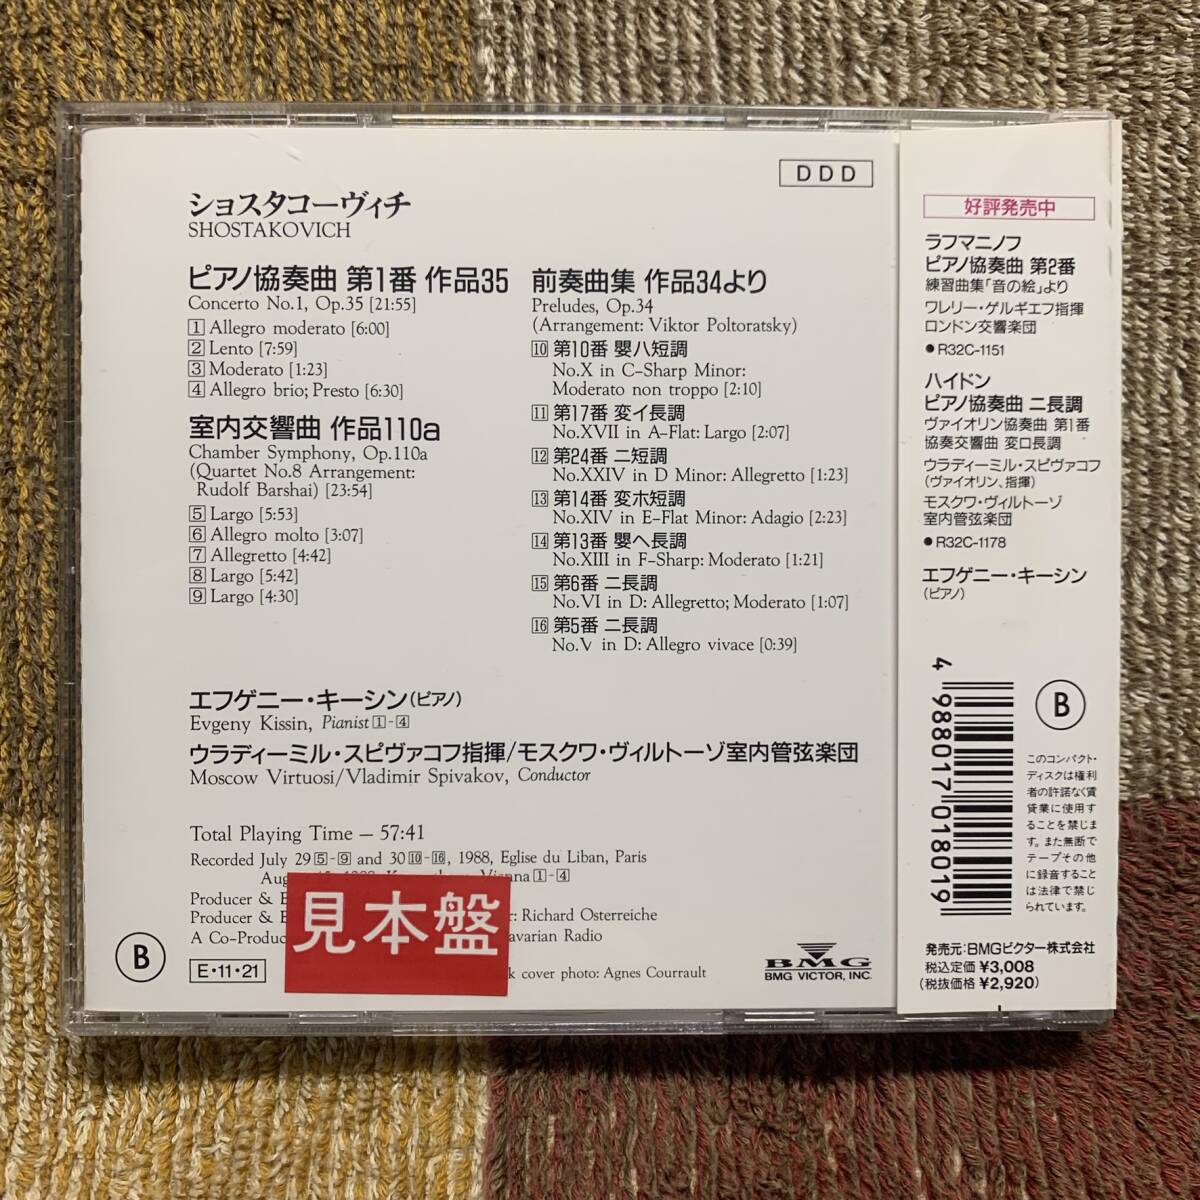 DDD
ショスタコーヴィチ
SHOSTAKOVICH
ピアノ協奏曲 第1番 作品35
Concerto No.1, Op.35 [21:55]
1 Allegro moderato [6:00]
2 Lento [7:59]
3 Moderato [1:23]
4 Allegro brio; Presto [6:30]
室内交響曲 作品110a
Chamber Symphony, Op.110a
(Quartet No.8 Arrangement:
Rudolf Barshai) [23:54]
5 Largo [5:53]
6 Allegro molto [3:07]
7 Allegretto [4:42]
8 Largo [5:42]
9 Largo [4:30]
前奏曲集 作品34より
Preludes, Op.34
(Arrangement: Viktor Poltoratsky)
10 第10番 嬰ハ短調
No.X in C-Sharp Minor:
Moderato non troppo [2:10]
11 第17番 変イ長調
No.XVII in A-Flat: Largo [2:07]
12 第24番 ニ短調
No.XXIV in D Minor: Allegretto [1:23]
13 第14番 変ホ短調
No.XIV in E-Flat Minor: Adagio [2:23]
14 第13番 嬰ヘ長調
No.XIII in F-Sharp: Moderato [1:21]
15 第6番 ニ長調
No.VI in D: Allegretto; Moderato [1:07]
16 第5番 ニ長調
No.V in D: Allegro vivace [0:39]
エフゲニー・キーシン(ピアノ)
Evgeny Kissin, Pianist 1-4
ウラディーミル・スピヴァコフ指揮/モスクワ・ヴィルトーゾ室内管弦楽団
Moscow Virtuosi/Vladimir Spivakov, Conductor
Total Playing Time – 57:41
Recorded July 29 5-9 and 30 10-16, 1988, Eglise du Liban, Paris
1-4
Producer &
Producer & : Richard Osterreiche
A Co-Produc Bavarian Radio
cover photo: Agnes Courrault
B
E・11・21
見本盤
BMG
BMG VICTOR, INC.
好評発売中
ラフマニノフ
ピアノ協奏曲 第2番
練習曲集「音の絵」より
ワレリー・ゲルギエフ指揮
ロンドン交響楽団
●R32C-1151
ハイドン
ピアノ協奏曲 ニ長調
ヴァイオリン協奏曲 第1番
協奏交響曲 変ロ長調
ウラディーミル・スピヴァコフ
(ヴァイオリン、指揮)
モスクワ・ヴィルトーゾ
室内管弦楽団
●R32C-1178
エフゲニー・キーシン
(ピアノ)
4 988017 018019
B
このコンパクト・
ディスクは権利
者の許諾なく賃
貸業に使用す
ることを禁じま
す。また無断で
テープその他
に録音すること
は法律で禁じ
られています。
発売元:BMGビクター株式会社
税込定価 ¥3,008
(税抜価格 ¥2,920)